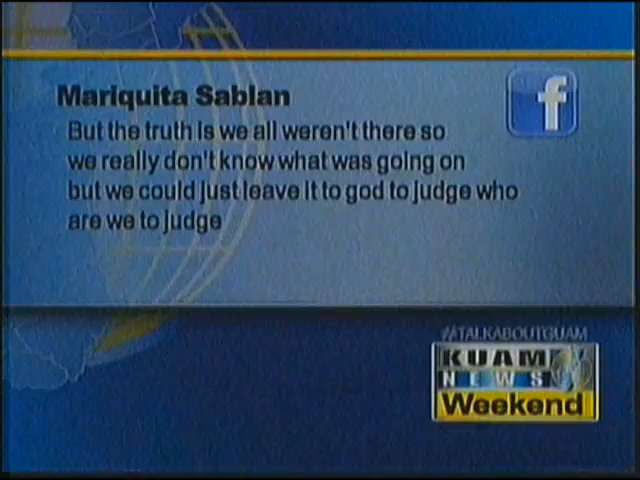 Mariquita Sablan
f
But the truth is we all weren't there so
we really don't know what was going on
but we could just leave it to god to judge who
are we to judge
#TALKABOUTGUAM
KUAM
NEWS
Weekend